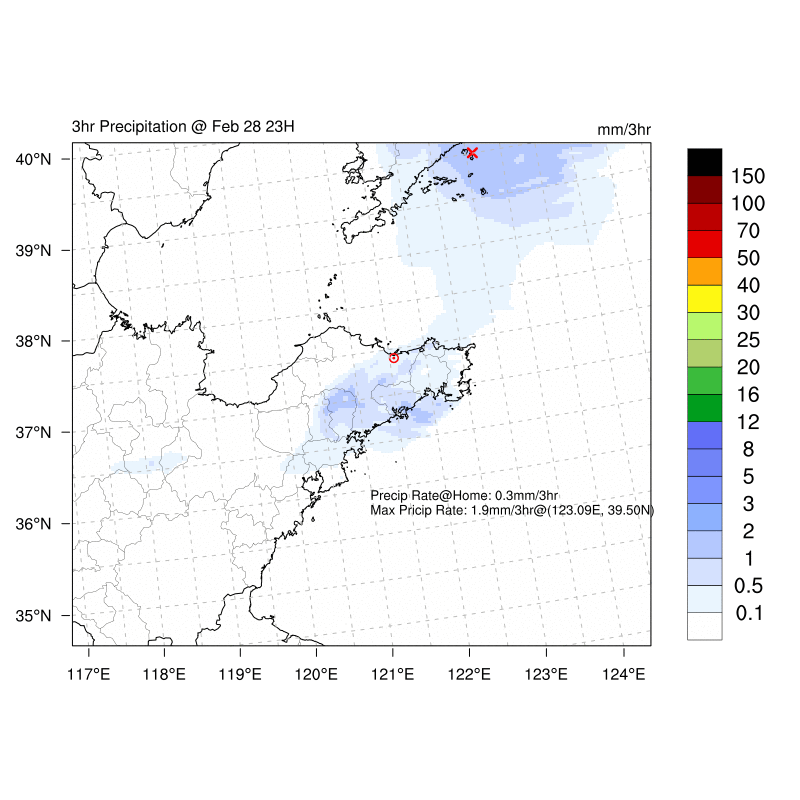 3hr Precipitation @ Feb 28 23H
mm/3hr
40°N
39°N
38°N
37°N
36°N
35°N
117°E
118°E
119°E
120°E
121°E
122°E
123°E
124°E
Precip Rate@Home: 0.3mm/3hr
Max Pricip Rate: 1.9mm/3hr@(123.09E, 39.50N)
150
100
70
50
40
30
25
20
16
12
8
5
3
2
1
0.5
0.1